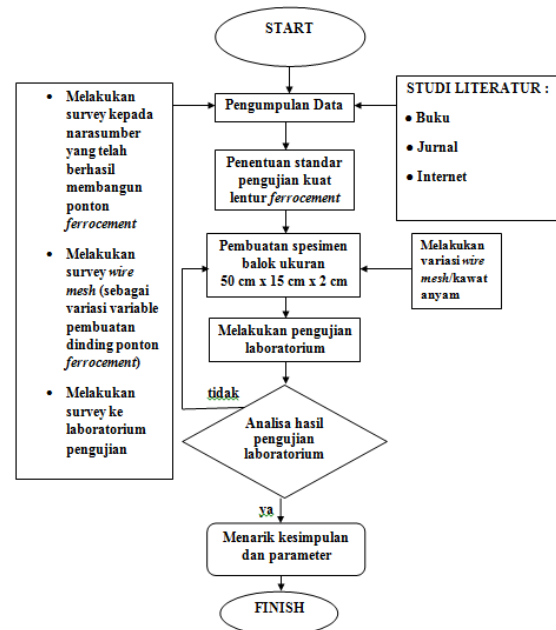 START
• Melakukan
survey kepada
narasumber
yang telah
berhasil
membangun
ponton
ferrocement
• Melakukan
survey wire
mesh (sebagai
variasi variable
pembuatan
dinding ponton
ferrocement)
• Melakukan
survey ke
laboratorium
pengujian
Pengumpulan Data
STUDI LITERATUR :
• Buku
• Jurnal
• Internet
Penentuan standar
pengujian kuat
lentur ferrocement
Pembuatan spesimen
balok ukuran
50 cm x 15 cm x 2 cm
Melakukan
variasi wire
mesh/kawat
anyam
Melakukan pengujian
laboratorium
tidak
Analisa hasil
pengujian
laboratorium
ya
Menarik kesimpulan
dan parameter
FINISH